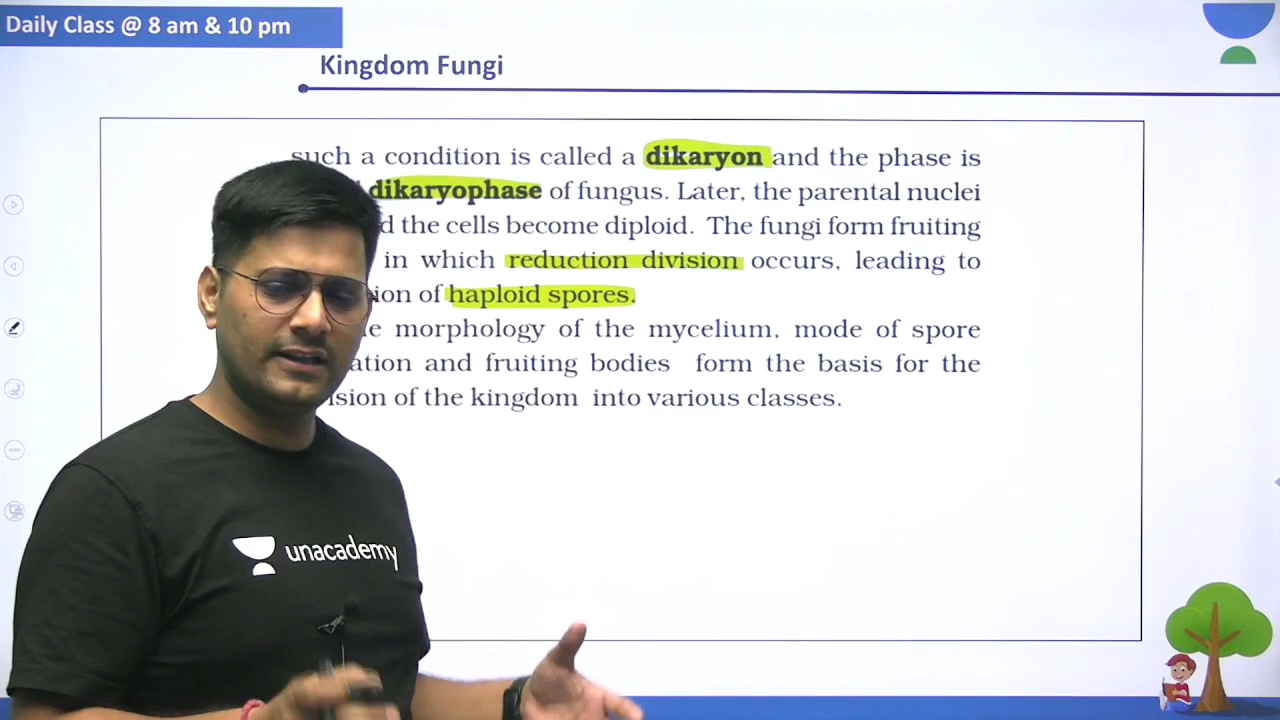 Daily Class @ 8 am & 10 pm
Kingdom Fungi
such a condition is called a dikaryon and the phase is
dikaryophase of fungus. Later, the parental nuclei
the cells become diploid. The fungi form fruiting
in which reduction division occurs, leading to
of haploid spores.
morphology of the mycelium, mode of spore
and fruiting bodies form the basis for the
of the kingdom into various classes.
unacademy